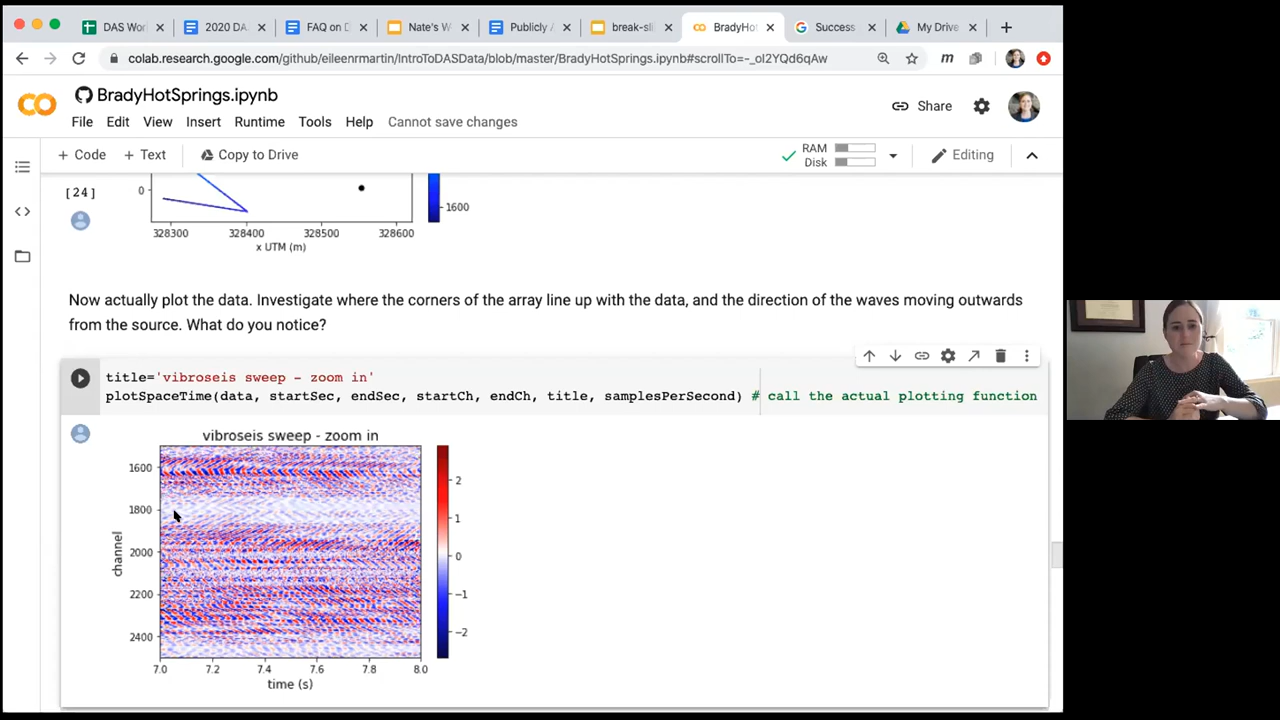 DAS Wor
2020 DA
FAQ on D
Nate's W
Publicly A
break-sli
BradyHot
Success
My Drive
colab.research.google.com/github/eileenrmartin/IntroToDASData/blob/master/BradyHotSprings.ipynb#scrollTo=-_oI2YQd6qAw
BradyHotSprings.ipynb
Share
File Edit View Insert Runtime Tools Help Cannot save changes
+ Code + Text Copy to Drive
RAM
Disk
Editing
[24]
0
1600
328300 328400 328500 328600
x UTM (m)
Now actually plot the data. Investigate where the corners of the array line up with the data, and the direction of the waves moving outwards
from the source. What do you notice?
title='vibroseis sweep - zoom in'
plotSpaceTime(data, startSec, endSec, startCh, endCh, title, samplesPerSecond) # call the actual plotting function
vibroseis sweep - zoom in
1600
1800
2000
2200
2400
channel
7.0 7.2 7.4 7.6 7.8 8.0
time (s)
2
1
0
−1
−2